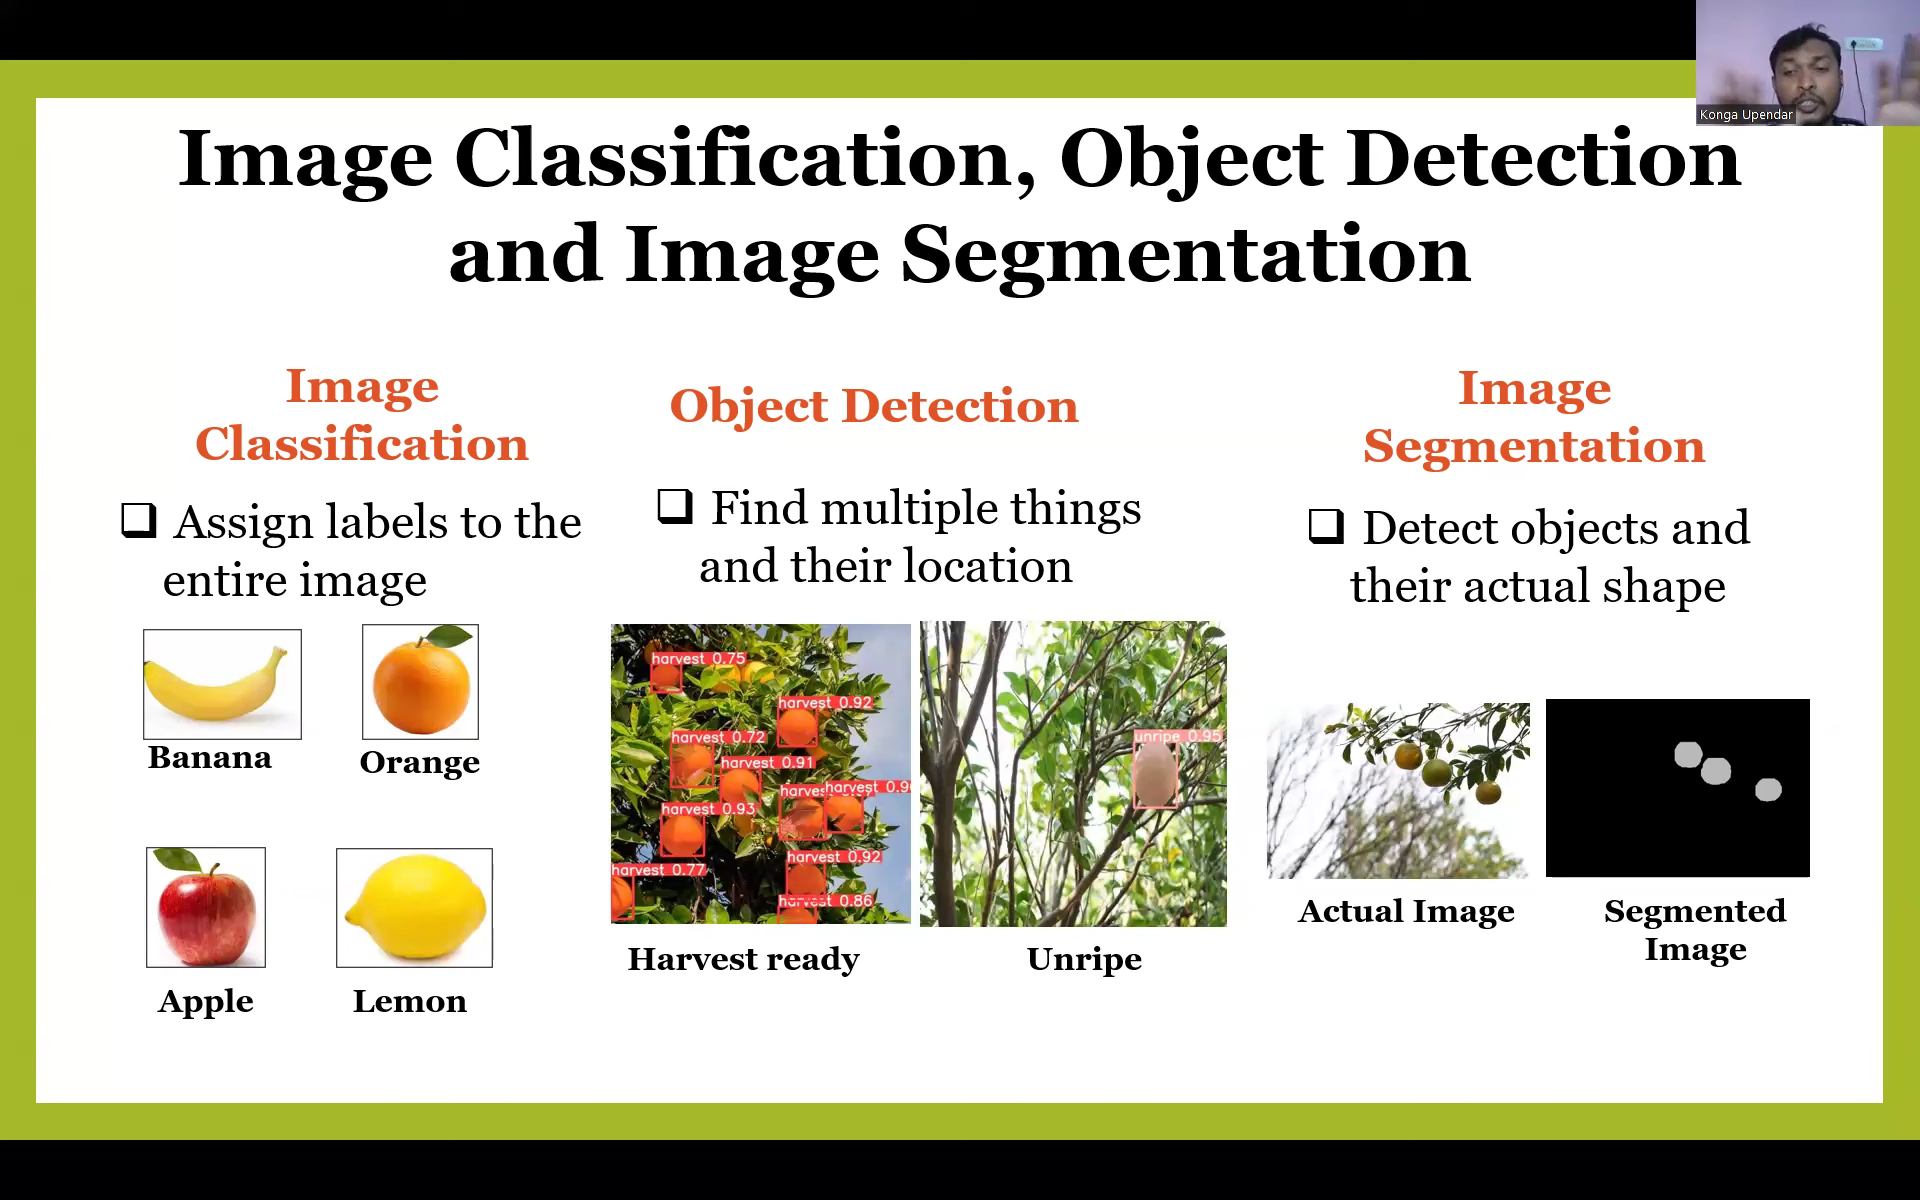 Konga Upendar
Image Classification, Object Detection
and Image Segmentation
Image
Classification
Assign labels to the
entire image
Banana
Orange
Apple
Lemon
Object Detection
Find multiple things
and their location
harvest 0.75
harvest 0.92
harvest 0.72
harvest 0.91
harvest 0.93
harvest 0.92
harvest 0.77
harvest 0.86
unripe 0.95
Harvest ready
Unripe
Image
Segmentation
Detect objects and
their actual shape
Actual Image
Segmented
Image